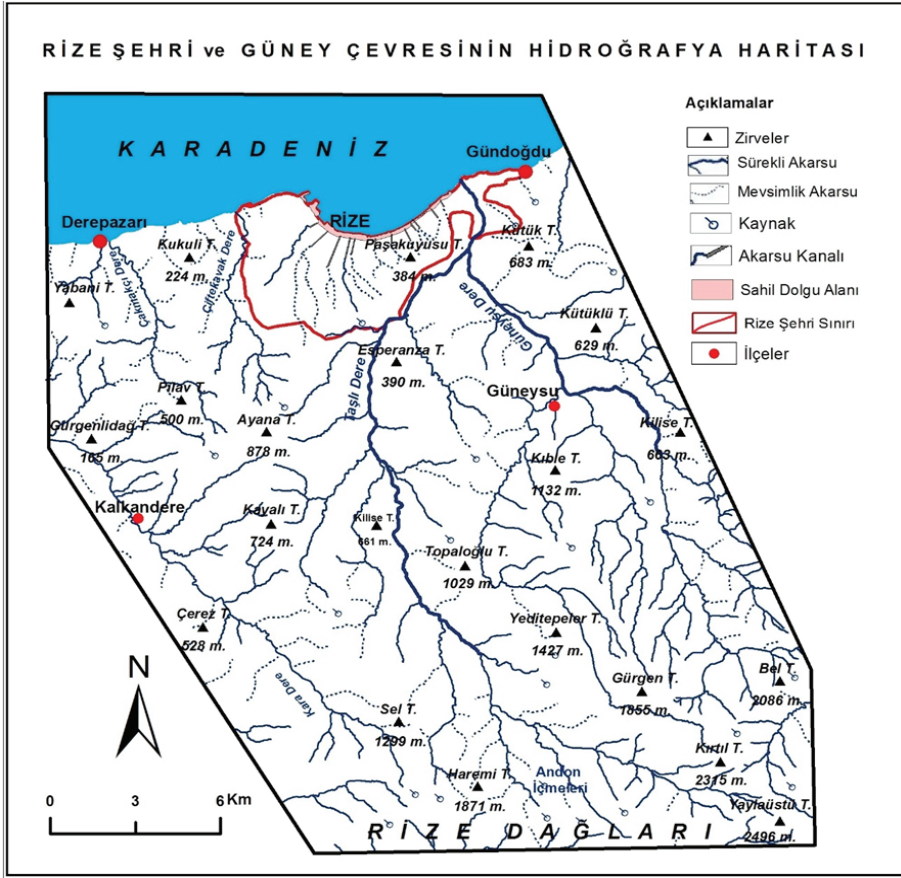 RİZE ŞEHRİ ve GÜNEY ÇEVRESİNİN HİDROĞRAFYA HARİTASI
Açıklamalar
Zirveler
Sürekli Akarsu
Mevsimlik Akarsu
Kaynak
Akarsu Kanalı
Sahil Dolgu Alanı
Rize Şehri Sınırı
İlçeler
KARADENİZ
Gündoğdu
Derepazarı
RİZE
Kukuli T.
224 m.
Paşakuyusu T.
384 m.
Kütük T.
683 m.
Yabani T.
Çakmakçı Dere
Çiftekavak Dere
Güneysu Dere
Kütüklü T.
629 m.
Esperanza T.
390 m.
Taşlı Dere
Pilav T.
500 m.
Güneysu
Gürgenlidağ T.
165 m.
Ayana T.
878 m.
Kilise T.
663 m.
Kıble T.
1132 m.
Kalkandere
Kavalı T.
724 m.
Kilise T.
661 m.
Topaloğlu T.
1029 m.
Çerez T.
528 m.
Yeditepeler T.
1427 m.
N
Kara Dere
Gürgen T.
1855 m.
Bel T.
2086 m.
Sel T.
1299 m.
Kırtıl T.
2315 m.
Haremi T.
1871 m.
Andon
İçmeleri
Yaylaüstü T.
2496 m.
0 3 6 Km
RİZE DAĞLARI